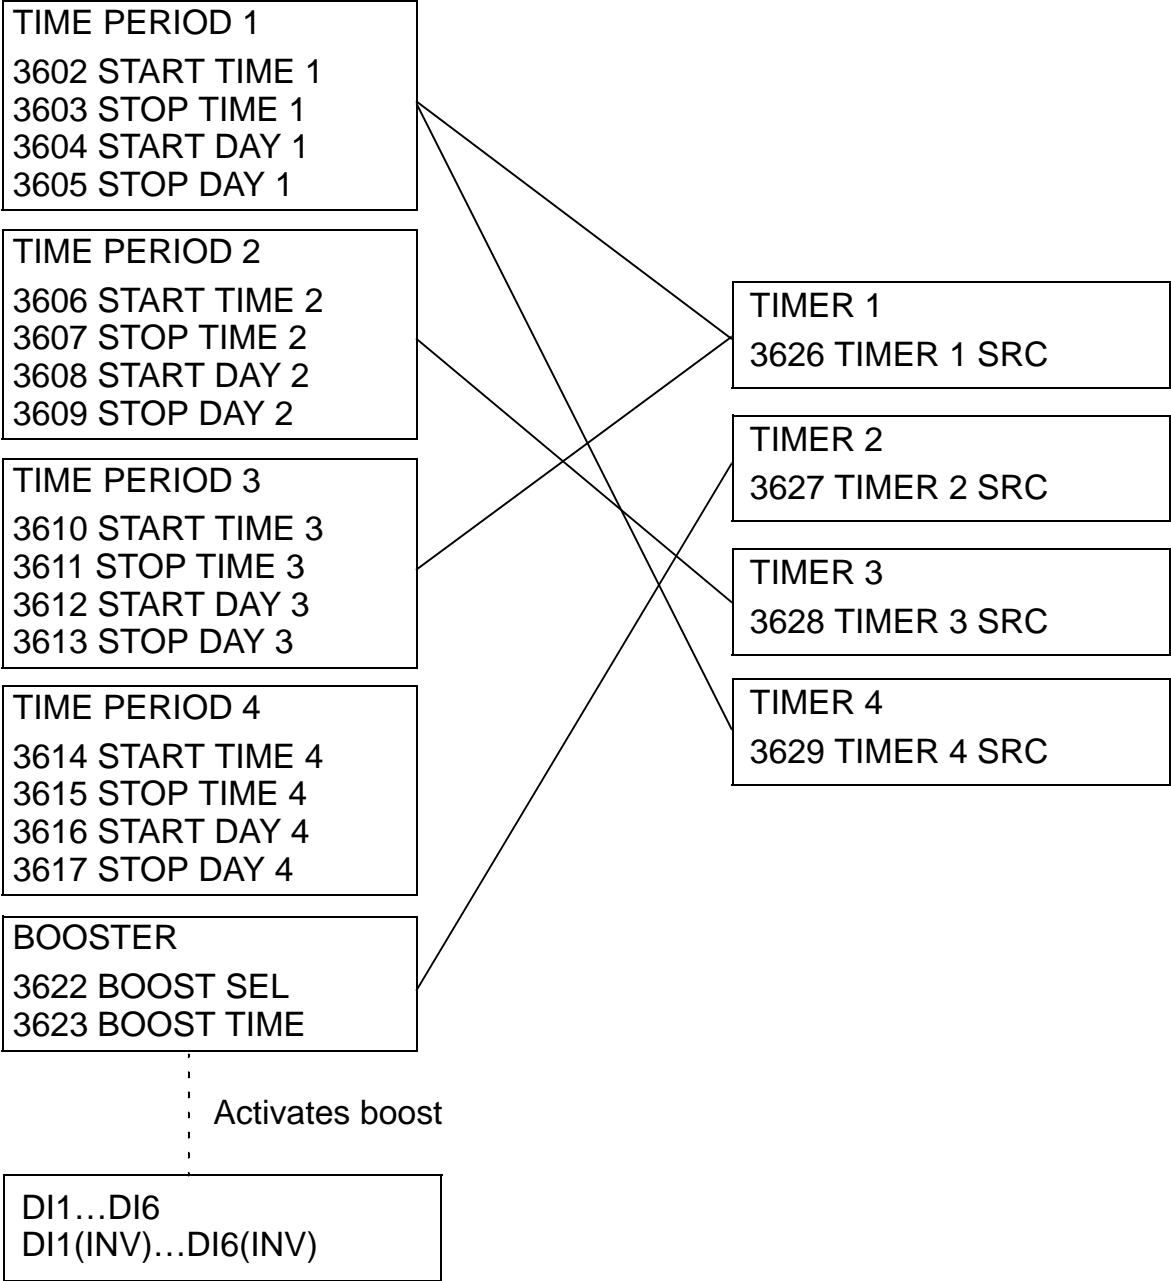 TIME PERIOD 1
3602 START TIME 1
3603 STOP TIME 1
3604 START DAY 1
3605 STOP DAY 1
TIME PERIOD 2
3606 START TIME 2
3607 STOP TIME 2
3608 START DAY 2
3609 STOP DAY 2
TIME PERIOD 3
3610 START TIME 3
3611 STOP TIME 3
3612 START DAY 3
3613 STOP DAY 3
TIME PERIOD 4
3614 START TIME 4
3615 STOP TIME 4
3616 START DAY 4
3617 STOP DAY 4
BOOSTER
3622 BOOST SEL
3623 BOOST TIME
Activates boost
DI1…DI6
DI1(INV)…DI6(INV)
TIMER 1
3626 TIMER 1 SRC
TIMER 2
3627 TIMER 2 SRC
TIMER 3
3628 TIMER 3 SRC
TIMER 4
3629 TIMER 4 SRC